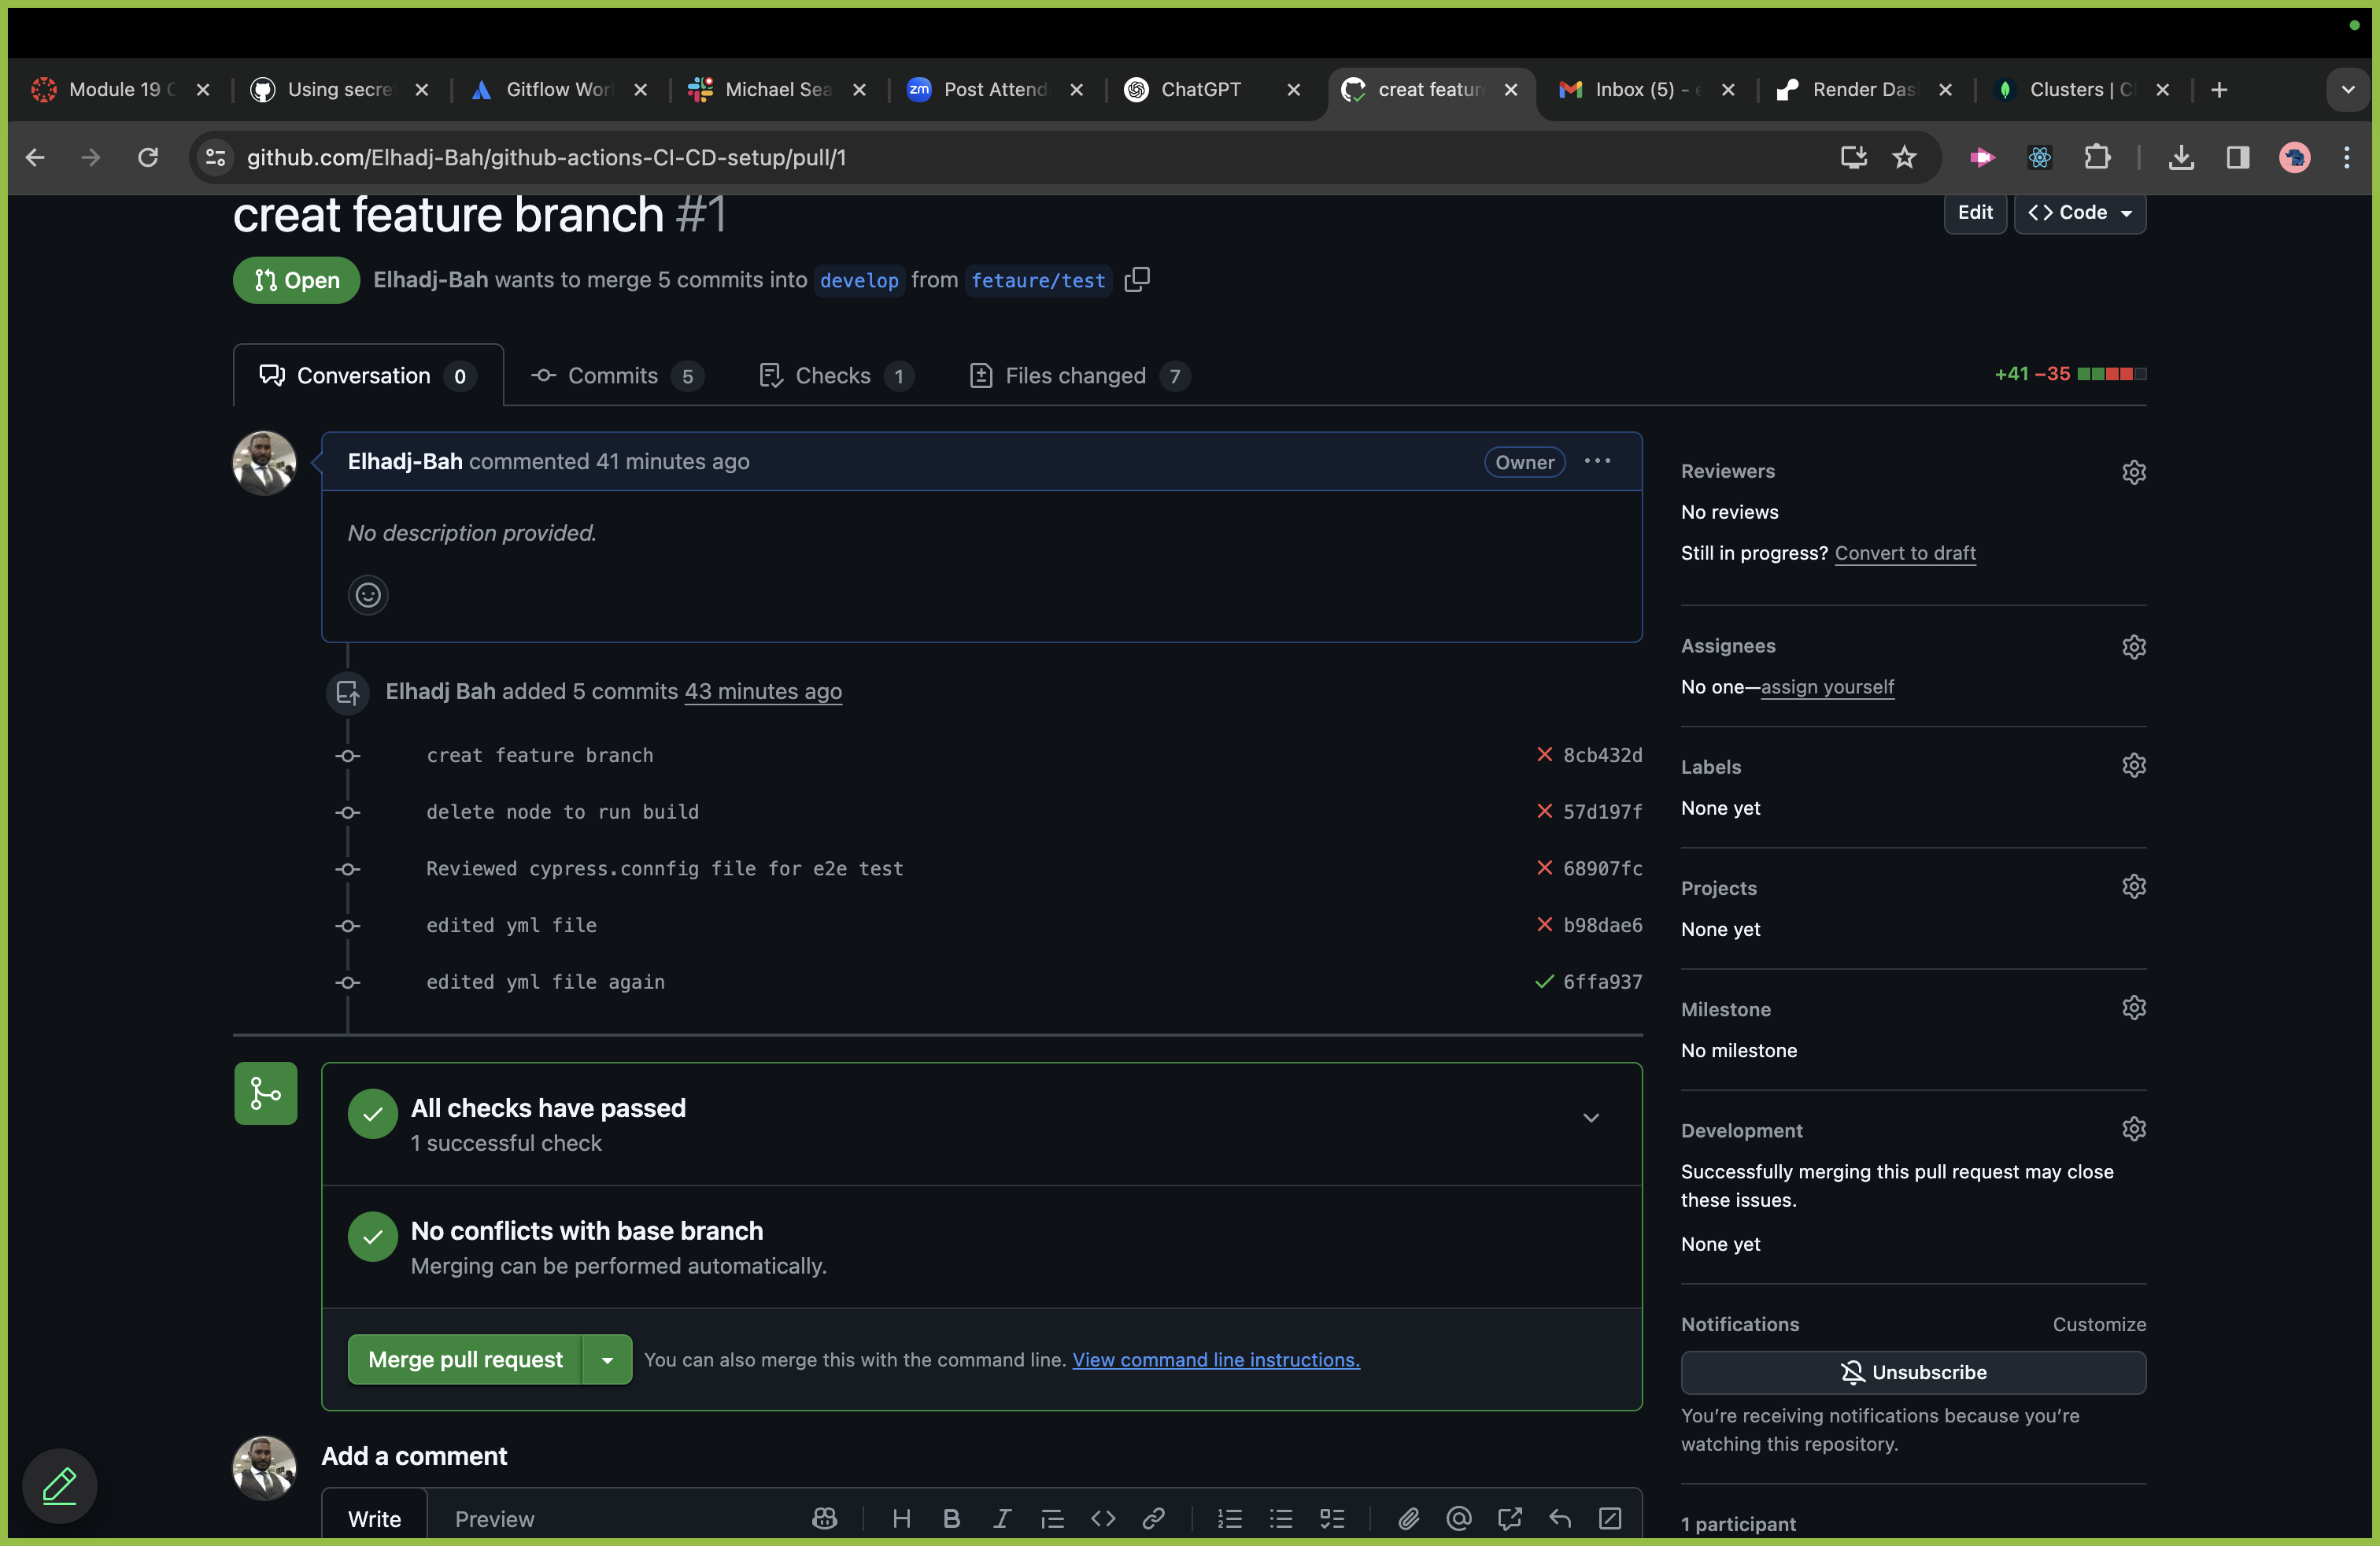 Module 19 C
Using secre
Gitflow Wor
Michael Sea
Post Attend
ChatGPT
creat featur
Inbox (5) - e
Render Das
Clusters | C
github.com/Elhadj-Bah/github-actions-CI-CD-setup/pull/1
creat feature branch #1
Edit
Code
Open
Elhadj-Bah wants to merge 5 commits into develop from fetaure/test
Conversation 0
Commits 5
Checks 1
Files changed 7
+41 −35
Elhadj-Bah commented 41 minutes ago
Owner
No description provided.
Elhadj Bah added 5 commits 43 minutes ago
creat feature branch 8cb432d
delete node to run build 57d197f
Reviewed cypress.connfig file for e2e test 68907fc
edited yml file b98dae6
edited yml file again 6ffa937
All checks have passed
1 successful check
No conflicts with base branch
Merging can be performed automatically.
Merge pull request
You can also merge this with the command line. View command line instructions.
Add a comment
Write
Preview
Reviewers
No reviews
Still in progress? Convert to draft
Assignees
No one—assign yourself
Labels
None yet
Projects
None yet
Milestone
No milestone
Development
Successfully merging this pull request may close
these issues.
None yet
Notifications
Customize
Unsubscribe
You're receiving notifications because you're
watching this repository.
1 participant